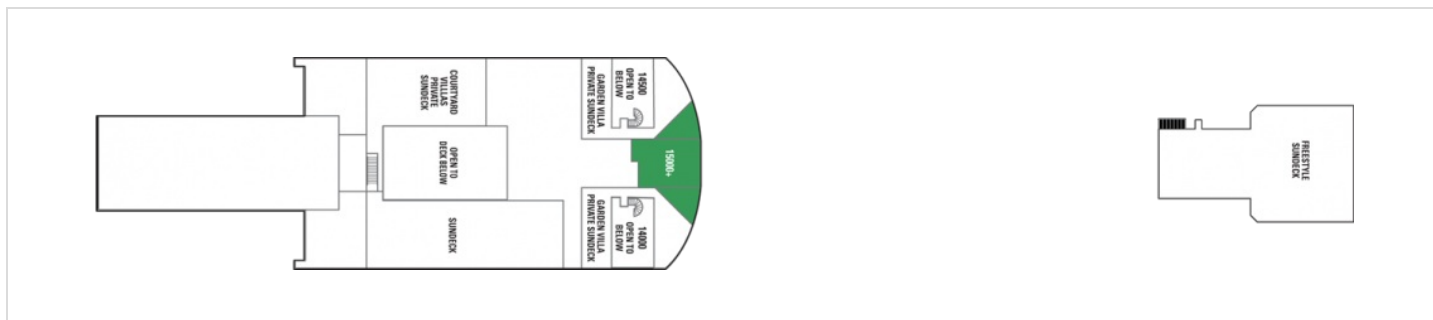 COURTYARD
VILLLAS
PRIVATE
SUNDECK
OPEN TO
DECK BELOW
SUNDECK
GARDEN VILLA
PRIVATE SUNDECK
14500
OPEN TO
BELOW
15000+
GARDEN VILLA
PRIVATE SUNDECK
14000
OPEN TO
BELOW
FREESTYLE
SUNDECK